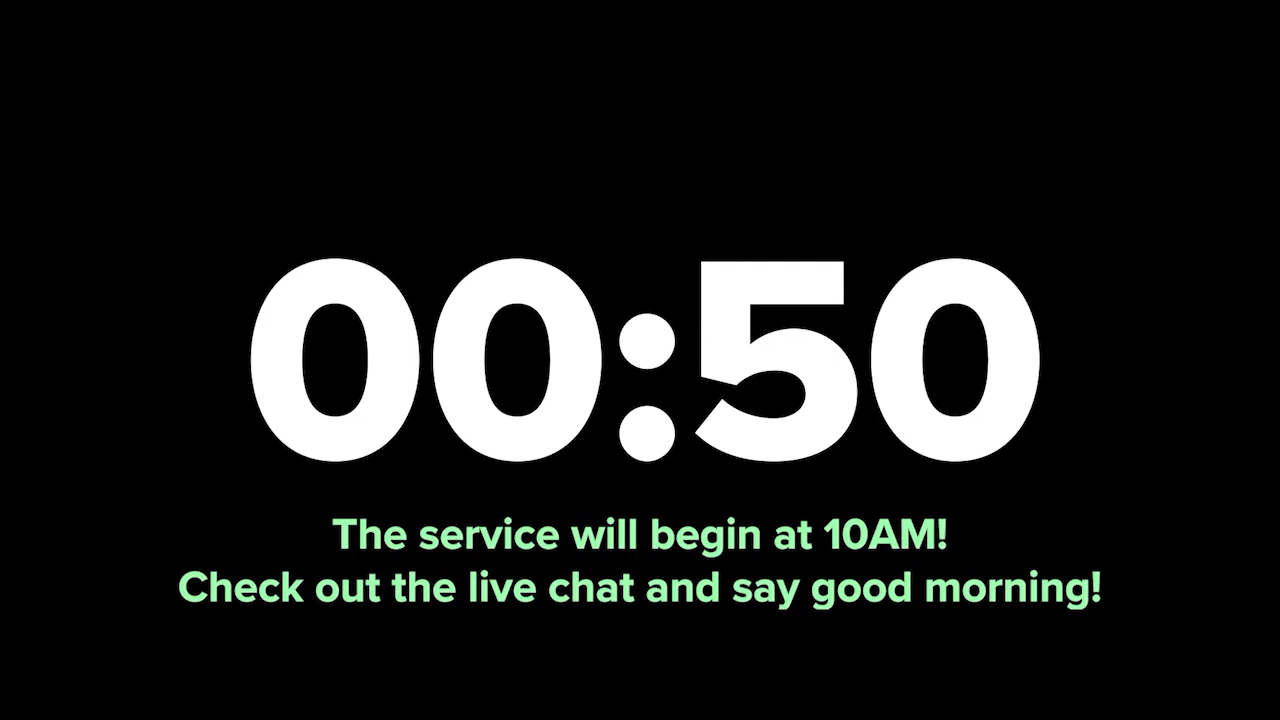 00:50
The service will begin at 10AM!
Check out the live chat and say good morning!